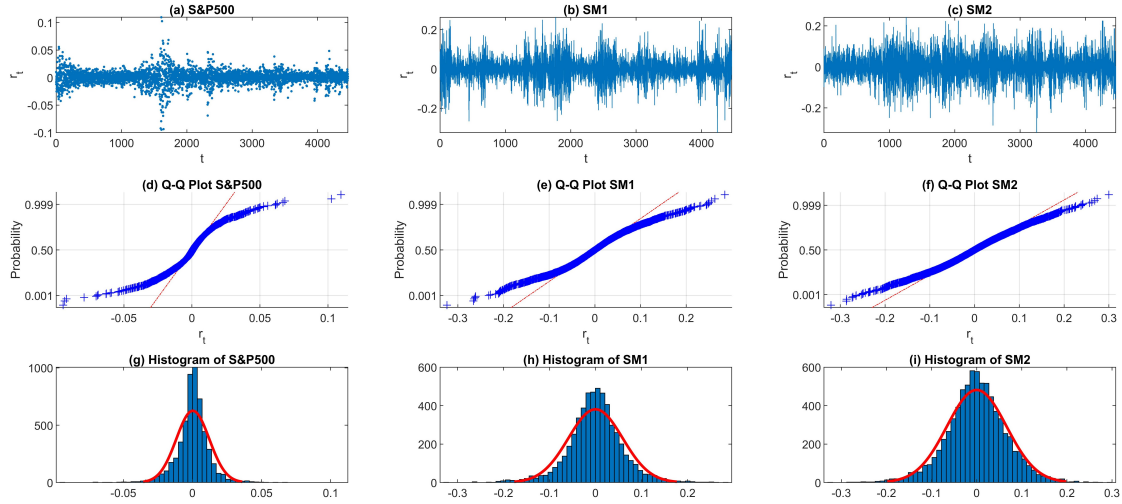 (a) S&P500
(b) SM1
(c) SM2
r_t
0.1
0.05
0
-0.05
-0.1
0 1000 2000 3000 4000
t
r_t
0.2
0
-0.2
0 1000 2000 3000 4000
t
r_t
0.2
0
-0.2
0 1000 2000 3000 4000
t
(d) Q-Q Plot S&P500
(e) Q-Q Plot SM1
(f) Q-Q Plot SM2
Probability
0.999
0.50
0.001
-0.05 0 0.05
r_t
Probability
0.999
0.50
0.001
-0.3 -0.2 -0.1 0 0.1 0.2
r_t
Probability
0.999
0.50
0.001
-0.3 -0.2 -0.1 0 0.1 0.2 0.3
r_t
(g) Histogram of S&P500
(h) Histogram of SM1
(i) Histogram of SM2
1000
500
0
-0.05 0 0.05 0.1
600
400
200
0
-0.3 -0.2 -0.1 0 0.1 0.2
600
400
200
0
-0.3 -0.2 -0.1 0 0.1 0.2 0.3